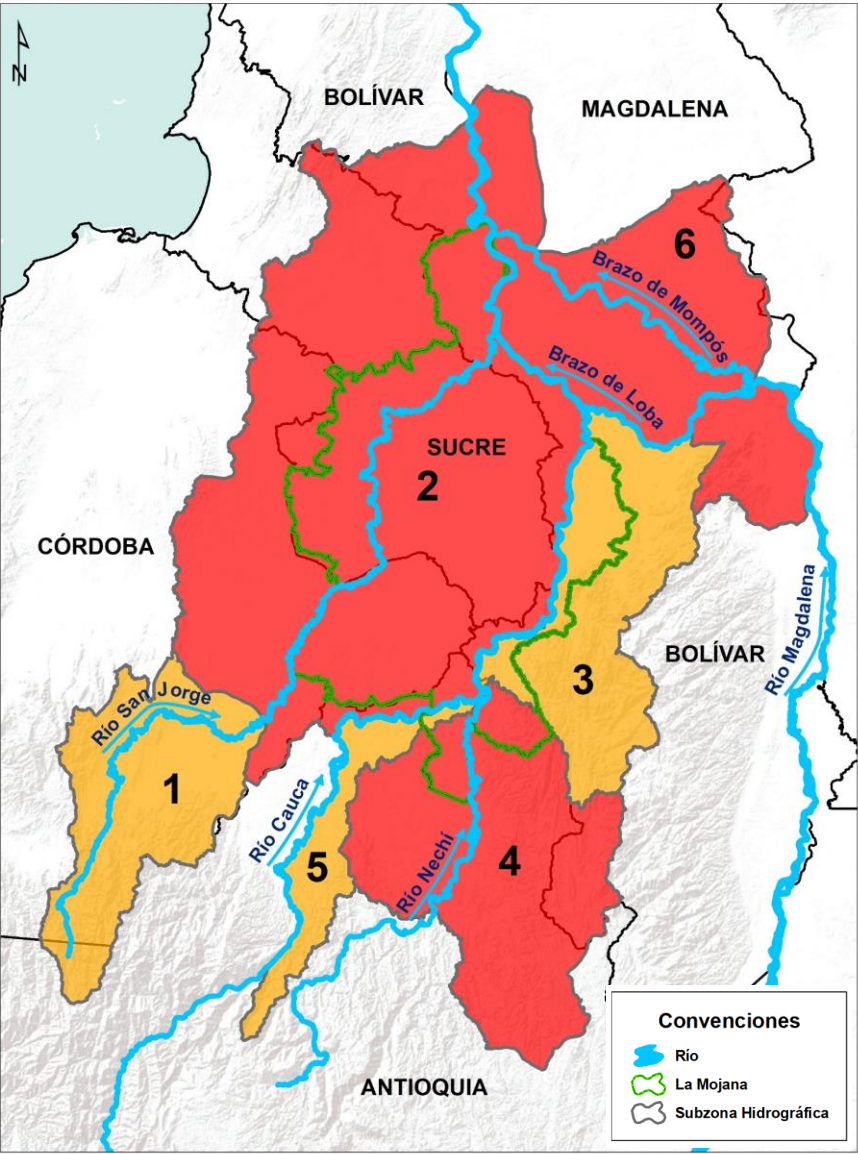 N
BOLÍVAR
MAGDALENA
6
Brazo de Mompós
Brazo de Loba
SUCRE
2
CÓRDOBA
Río Magdalena
BOLÍVAR
3
Río San Jorge
1
Río Cauca
5
Río Nechí
4
ANTIOQUIA
Convenciones
Río
La Mojana
Subzona Hidrográfica